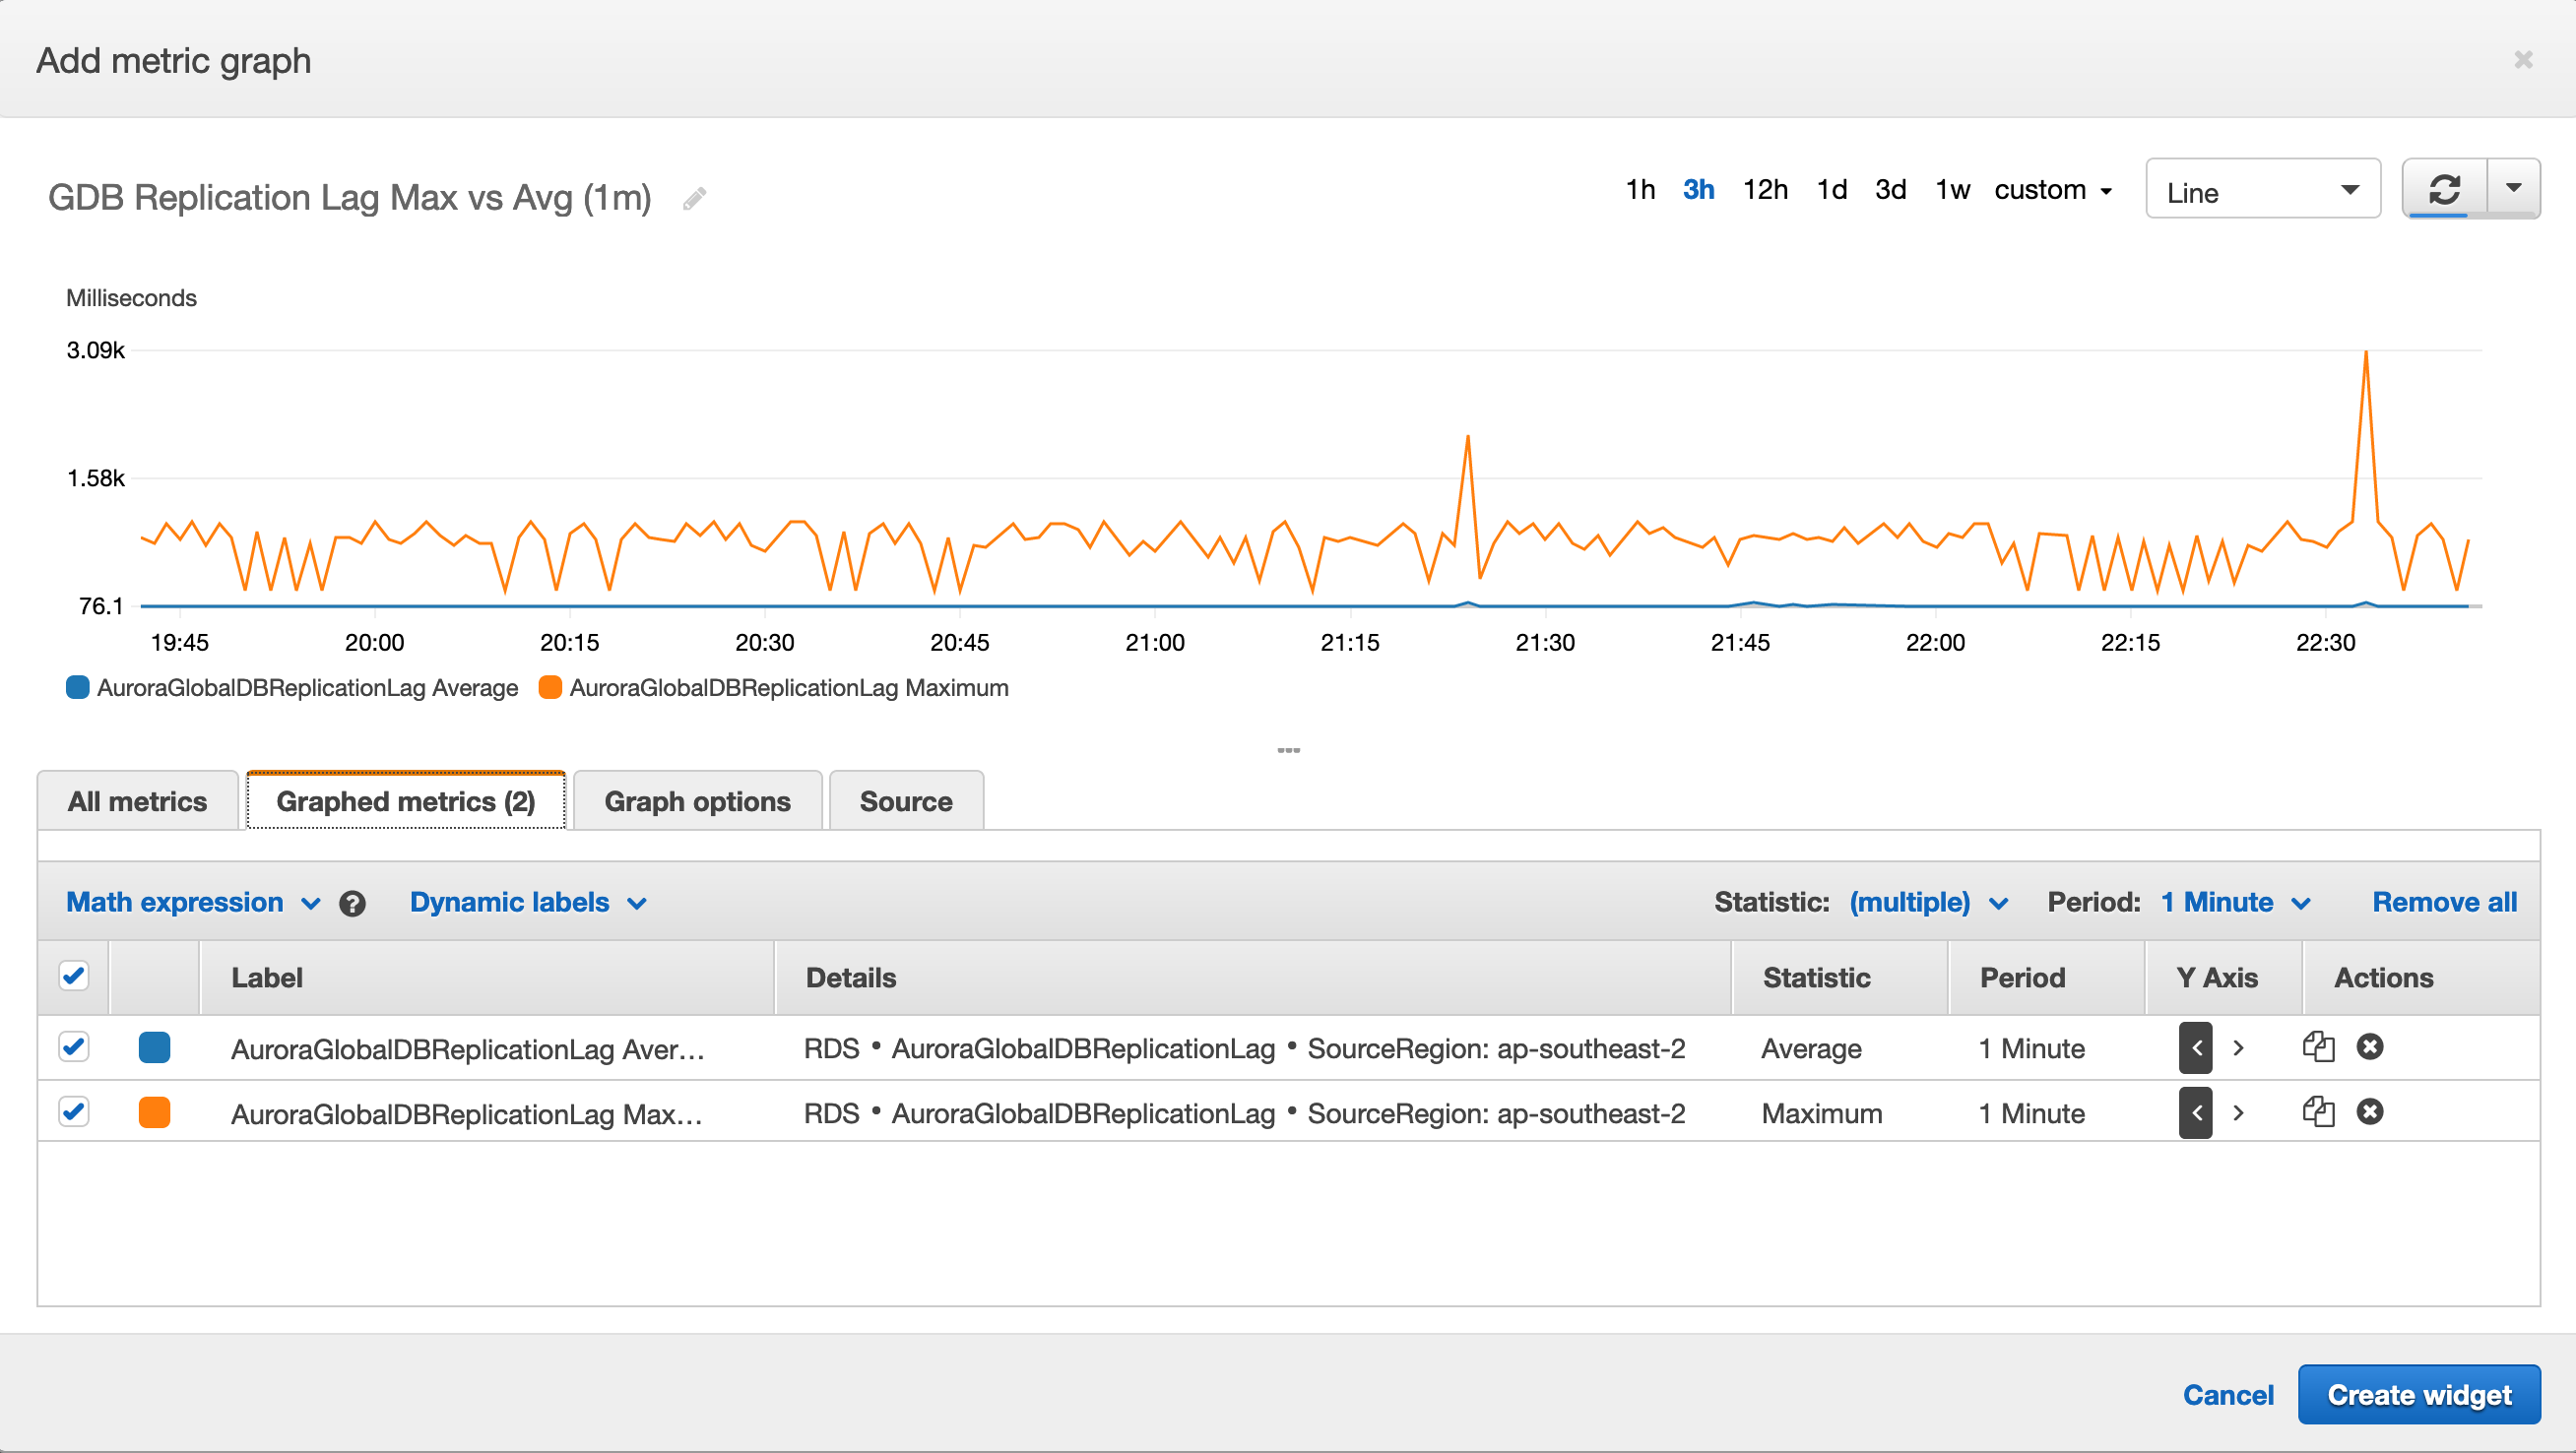 Add metric graph
GDB Replication Lag Max vs Avg (1m)
1h 3h 12h 1d 3d 1w custom
Line
Milliseconds
3.09k
1.58k
76.1
19:45 20:00 20:15 20:30 20:45 21:00 21:15 21:30 21:45 22:00 22:15 22:30
AuroraGlobalDBReplicationLag Average AuroraGlobalDBReplicationLag Maximum
All metrics Graphed metrics (2) Graph options Source
Math expression ? Dynamic labels Statistic: (multiple) Period: 1 Minute Remove all
Label Details Statistic Period Y Axis Actions
AuroraGlobalDBReplicationLag Aver... RDS • AuroraGlobalDBReplicationLag • SourceRegion: ap-southeast-2 Average 1 Minute < >
AuroraGlobalDBReplicationLag Max... RDS • AuroraGlobalDBReplicationLag • SourceRegion: ap-southeast-2 Maximum 1 Minute < >
Cancel Create widget